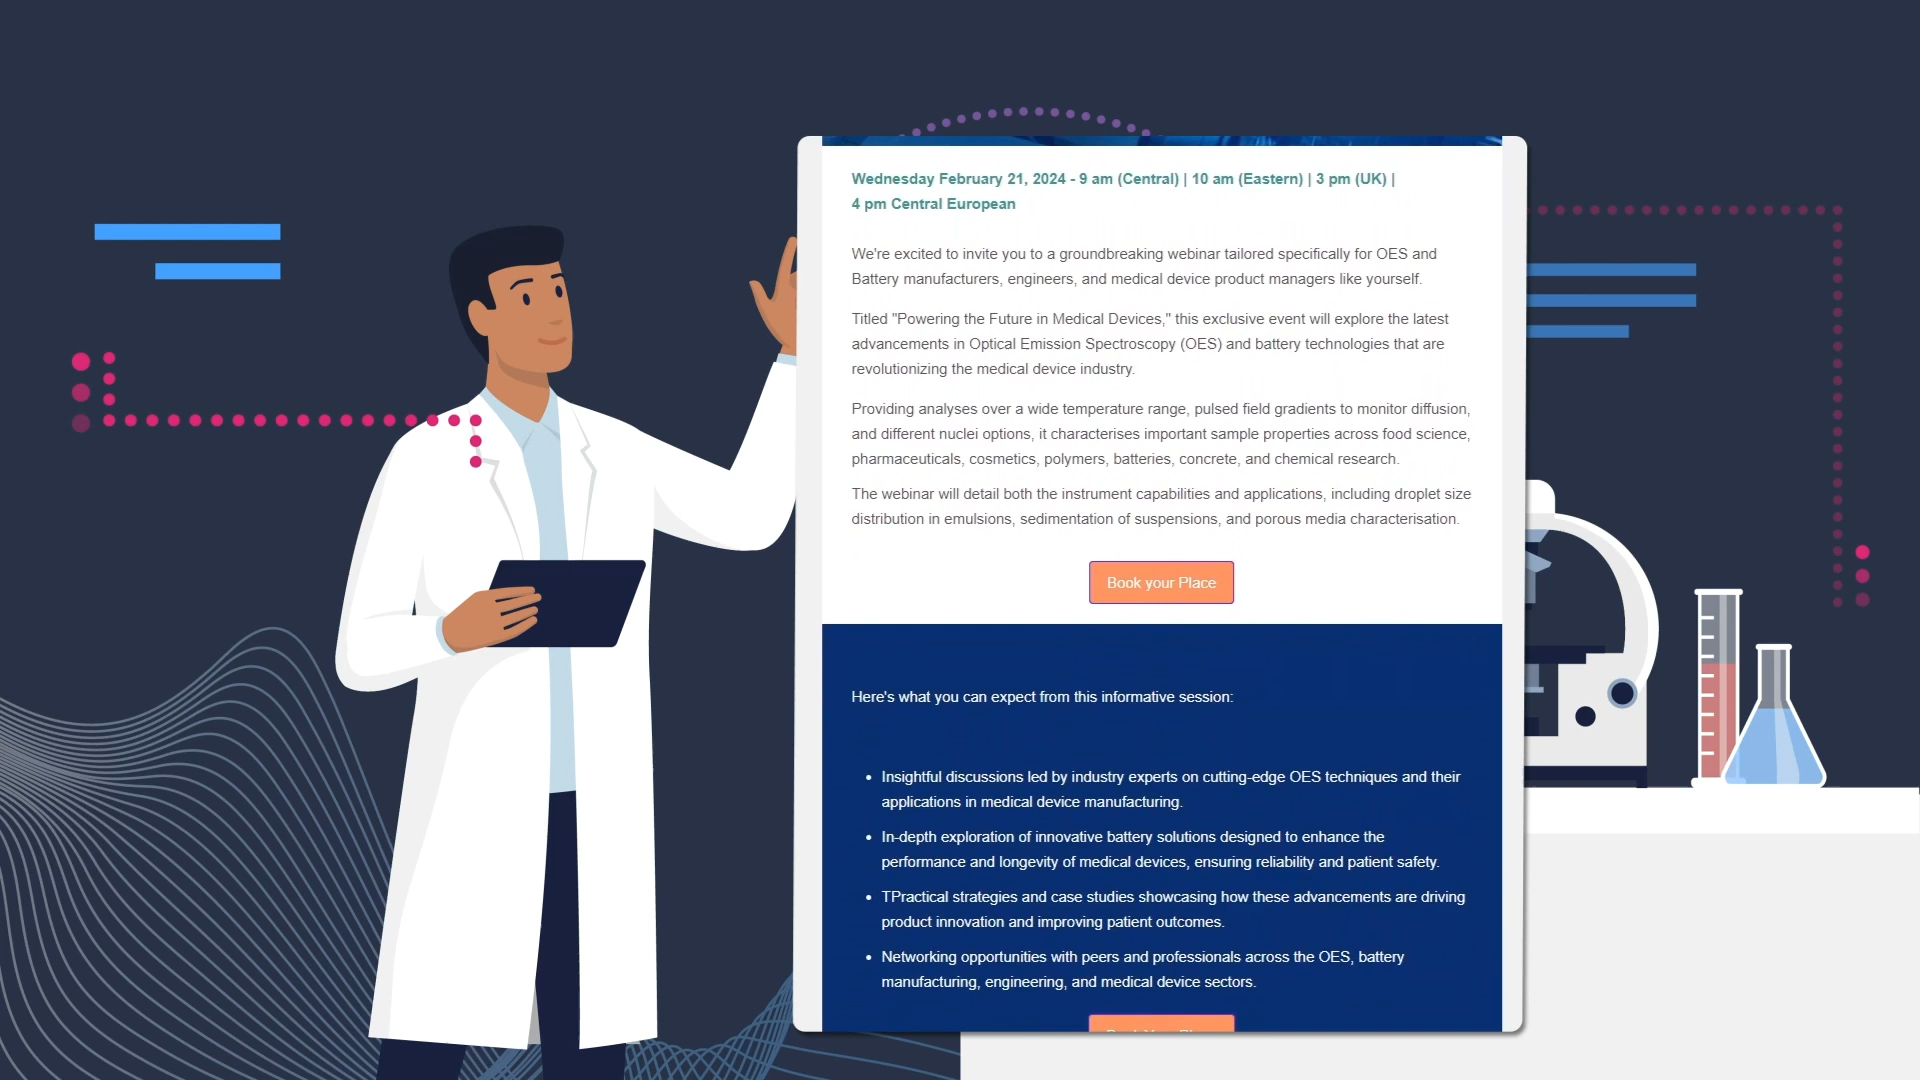 Wednesday February 21, 2024 - 9 am (Central) | 10 am (Eastern) | 3 pm (UK) |
4 pm Central European
We're excited to invite you to a groundbreaking webinar tailored specifically for OES and
Battery manufacturers, engineers, and medical device product managers like yourself.
Titled "Powering the Future in Medical Devices," this exclusive event will explore the latest
advancements in Optical Emission Spectroscopy (OES) and battery technologies that are
revolutionizing the medical device industry.
Providing analyses over a wide temperature range, pulsed field gradients to monitor diffusion,
and different nuclei options, it characterises important sample properties across food science,
pharmaceuticals, cosmetics, polymers, batteries, concrete, and chemical research.
The webinar will detail both the instrument capabilities and applications, including droplet size
distribution in emulsions, sedimentation of suspensions, and porous media characterisation.
Book your Place
Here's what you can expect from this informative session:
• Insightful discussions led by industry experts on cutting-edge OES techniques and their
applications in medical device manufacturing.
• In-depth exploration of innovative battery solutions designed to enhance the
performance and longevity of medical devices, ensuring reliability and patient safety.
• TPractical strategies and case studies showcasing how these advancements are driving
product innovation and improving patient outcomes.
• Networking opportunities with peers and professionals across the OES, battery
manufacturing, engineering, and medical device sectors.